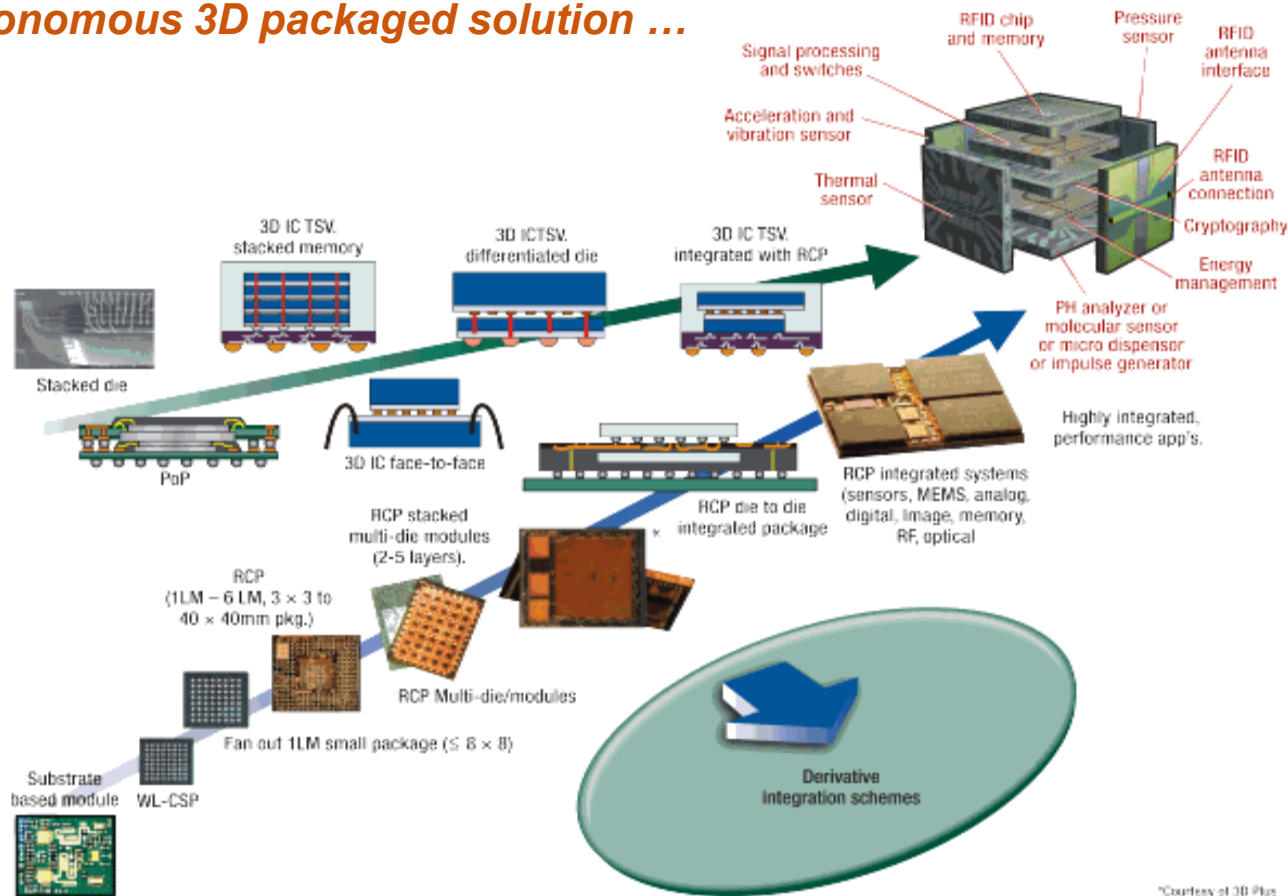 onomous 3D packaged solution …
RFID chip
and memory
Pressure
sensor
RFID
antenna
interface
Signal processing
and switches
Acceleration and
vibration sensor
Thermal
sensor
RFID
antenna
connection
Cryptography
Energy
management
PH analyzer or
molecular sensor
or micro dispensor
or impulse generator
3D IC TSV.
stacked memory
3D ICTSV.
differentiated die
3D IC TSV.
integrated with RCP
Stacked die
PoP
3D IC face-to-face
Highly integrated,
performance app's.
RCP die to die
integrated package
*
RCP integrated systems
(sensors, MEMS, analog,
digital, Image, memory,
RF, optical
RCP stacked
multi-die modules
(2-5 layers).
RCP
(1LM – 6 LM, 3 × 3 to
40 × 40mm pkg.)
RCP Multi-die/modules
Fan out 1LM small package (≤ 8 × 8)
Substrate
based module
WL-CSP
Derivative
integration schemes
*Courtesy of 3D Plus